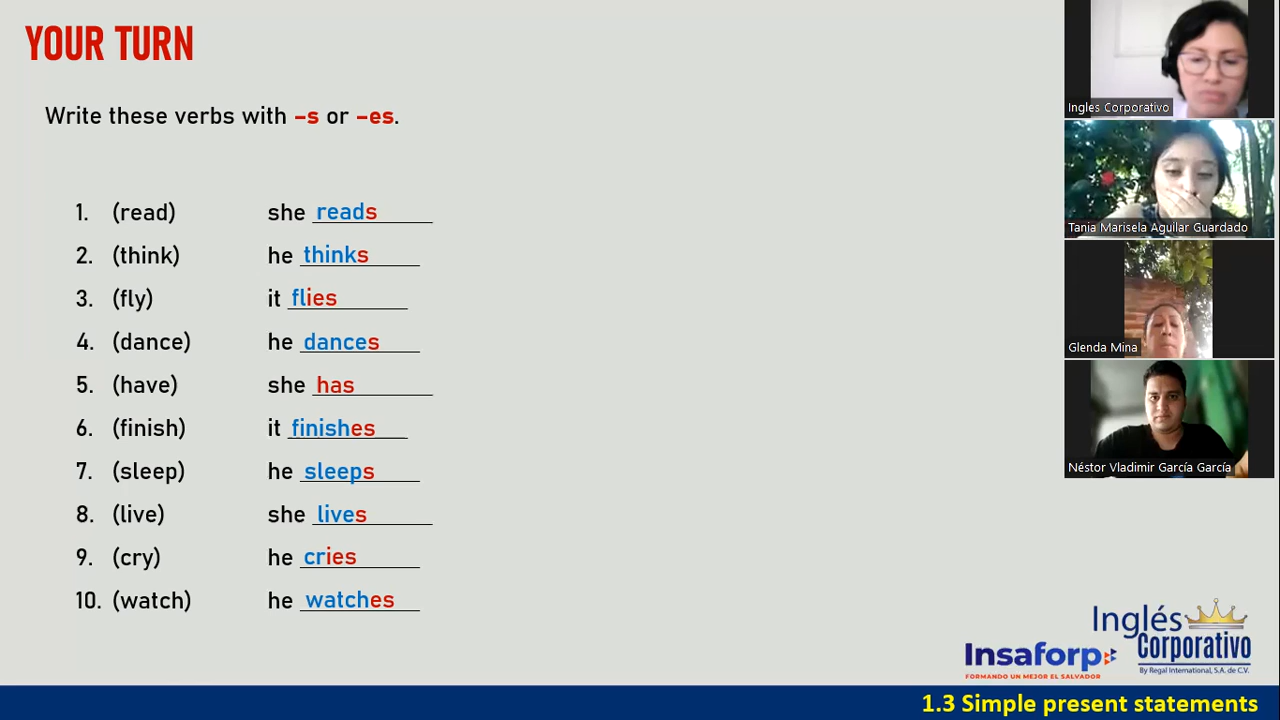 YOUR TURN
Write these verbs with –s or –es.
1. (read) she reads
2. (think) he thinks
3. (fly) it flies
4. (dance) he dances
5. (have) she has
6. (finish) it finishes
7. (sleep) he sleeps
8. (live) she lives
9. (cry) he cries
10. (watch) he watches
Ingles Corporativo
Tania Marisela Aguilar Guardado
Glenda Mina
Néstor Vladimir García García
Insaforp
FORMANDO UN MEJOR EL SALVADOR
Inglés
Corporativo
By Regal International, S.A. de C.V.
1.3 Simple present statements